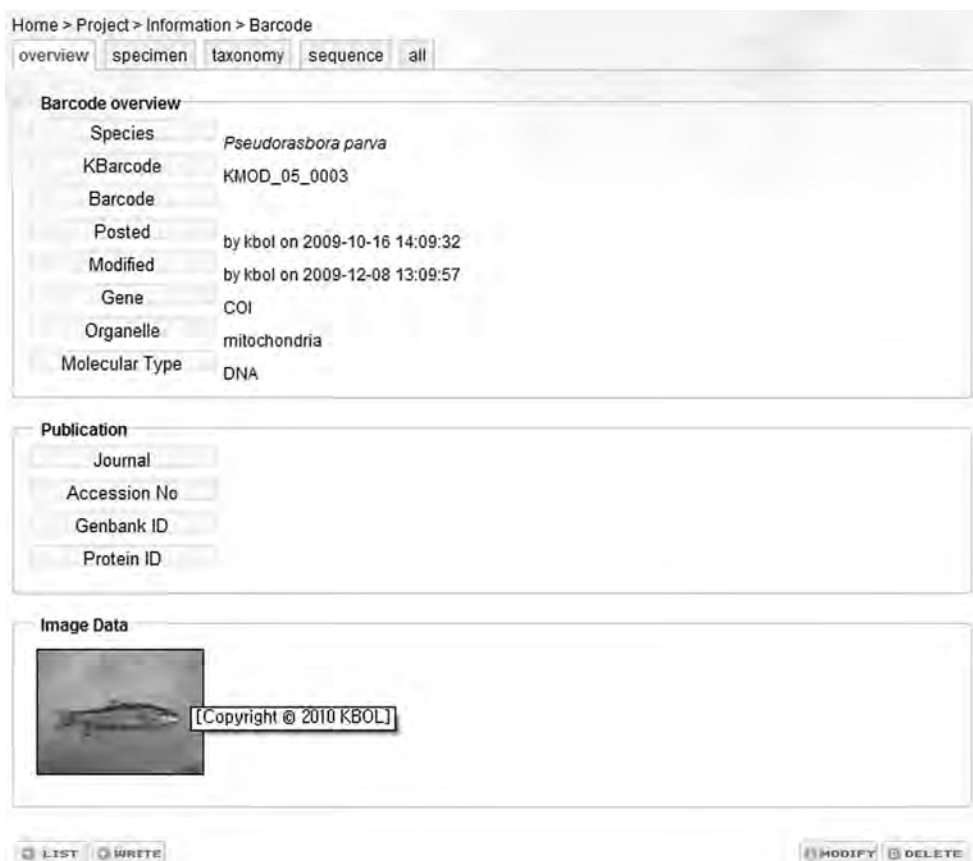 Home > Project > Information > Barcode
overview specimen taxonomy sequence all
Barcode overview
Species Pseudorasbora parva
KBarcode KMOD_05_0003
Barcode
Posted by kbol on 2009-10-16 14:09:32
Modified by kbol on 2009-12-08 13:09:57
Gene COI
Organelle mitochondria
Molecular Type DNA
Publication
Journal
Accession No
Genbank ID
Protein ID
Image Data
[Copyright © 2010 KBOL]
LIST WRITE MODIFY DELETE